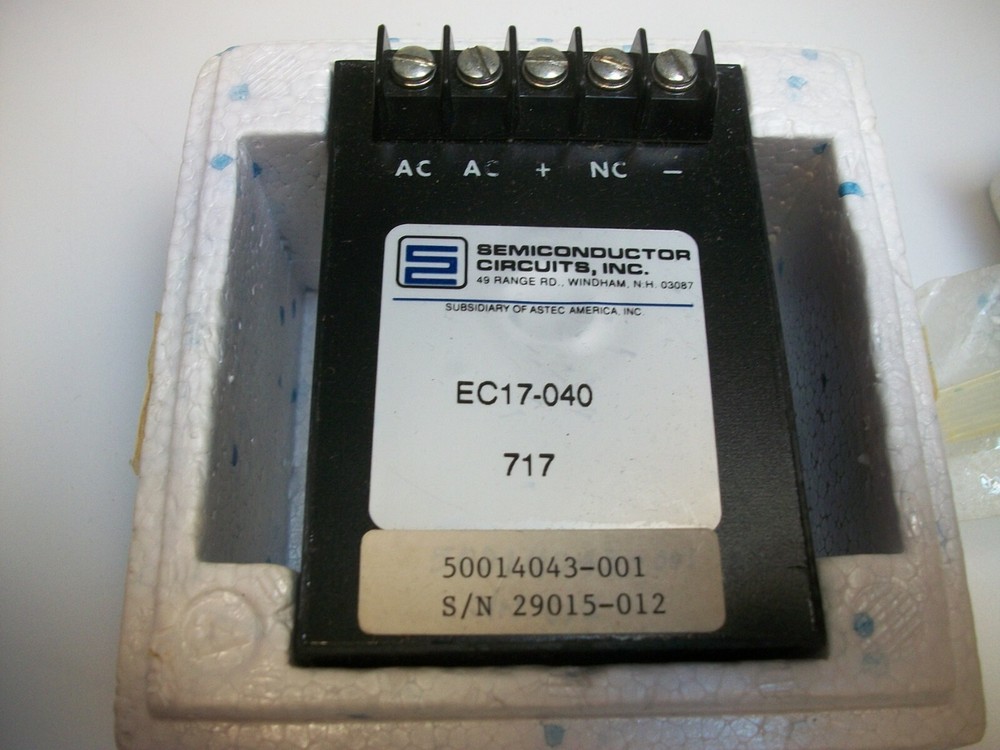 AC AC + NC −
SEMICONDUCTOR
CIRCUITS, INC.
49 RANGE RD., WINDHAM, N.H. 03087
SUBSIDIARY OF ASTEC AMERICA, INC.
EC17-040
717
50014043-001
S/N 29015-012